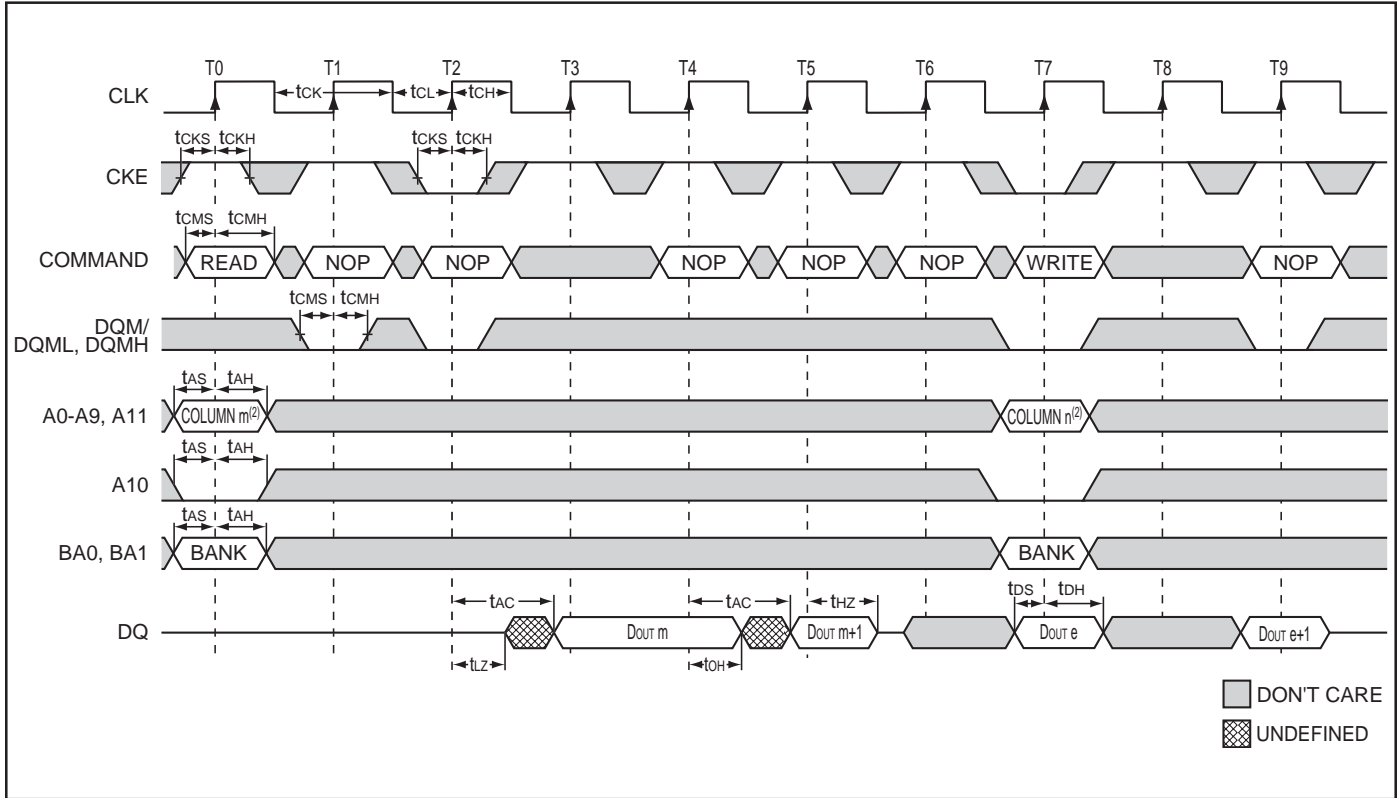 T0 T1 T2 T3 T4 T5 T6 T7 T8 T9
CLK tCK tCL tCH
tCKS tCKH tCKS tCKH
CKE
tCMS tCMH
COMMAND READ NOP NOP NOP NOP NOP WRITE NOP
tCMS tCMH
DQM/
DQML, DQMH
tAS tAH
A0-A9, A11 COLUMN m(2) COLUMN n(2)
tAS tAH
A10
tAS tAH
BA0, BA1 BANK BANK
tAC tAC tHZ tDS tDH
DQ DOUT m DOUT m+1 DOUT e DOUT e+1
tLZ tOH
DON'T CARE
UNDEFINED